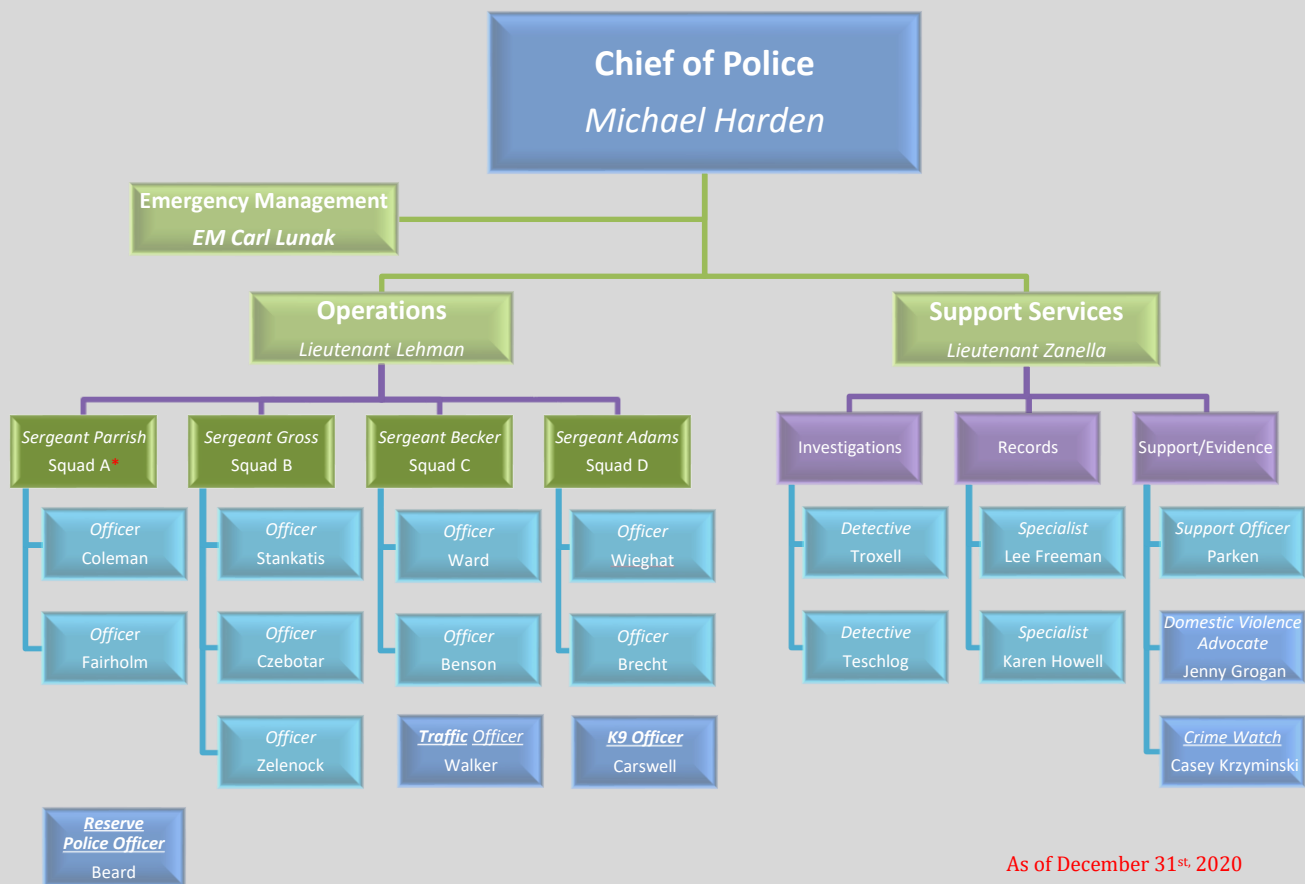 Chief of Police
Michael Harden
Emergency Management
EM Carl Lunak
Operations
Lieutenant Lehman
Support Services
Lieutenant Zanella
Sergeant Parrish
Squad A*
Sergeant Gross
Squad B
Sergeant Becker
Squad C
Sergeant Adams
Squad D
Investigations
Records
Support/Evidence
Officer
Coleman
Officer
Stankatis
Officer
Ward
Officer
Wieghat
Detective
Troxell
Specialist
Lee Freeman
Support Officer
Parken
Officer
Fairholm
Officer
Czebotar
Officer
Benson
Officer
Brecht
Detective
Teschlog
Specialist
Karen Howell
Domestic Violence
Advocate
Jenny Grogan
Officer
Zelenock
Traffic Officer
Walker
K9 Officer
Carswell
Crime Watch
Casey Krzyminski
Reserve
Police Officer
Beard
As of December 31st, 2020